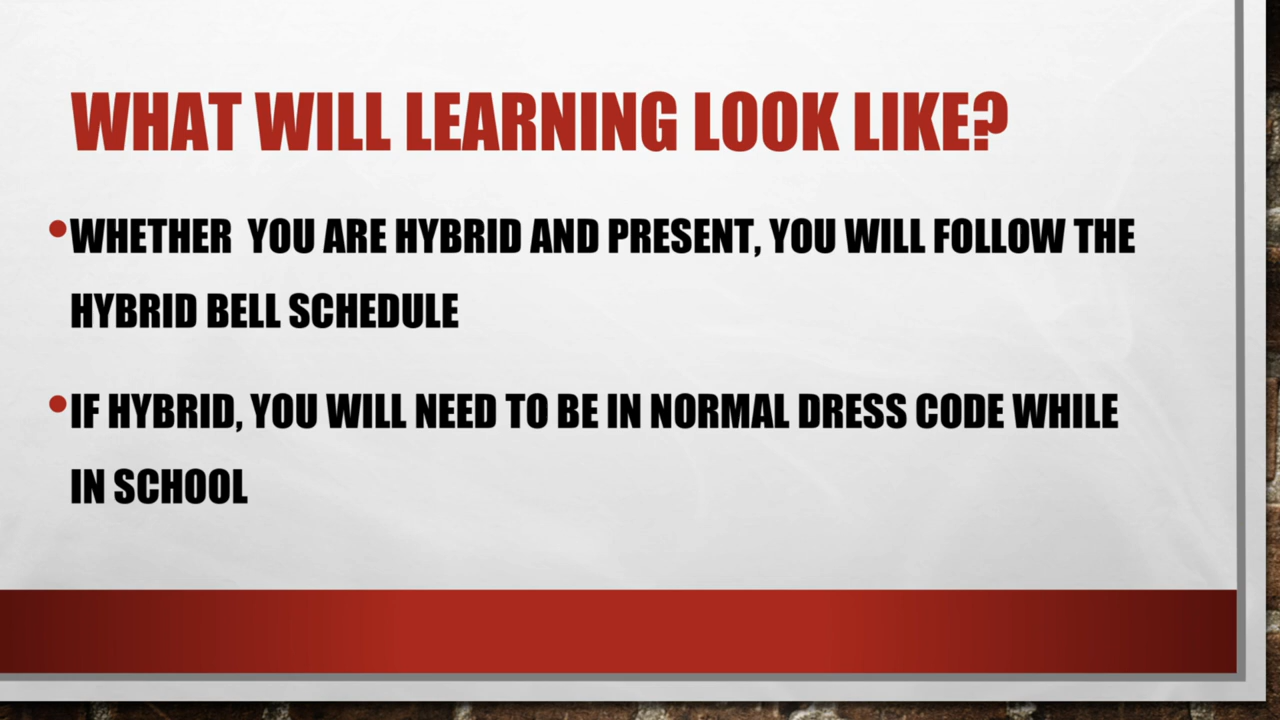 WHAT WILL LEARNING LOOK LIKE?
•WHETHER  YOU ARE HYBRID AND PRESENT, YOU WILL FOLLOW THE
HYBRID BELL SCHEDULE
•IF HYBRID, YOU WILL NEED TO BE IN NORMAL DRESS CODE WHILE
IN SCHOOL